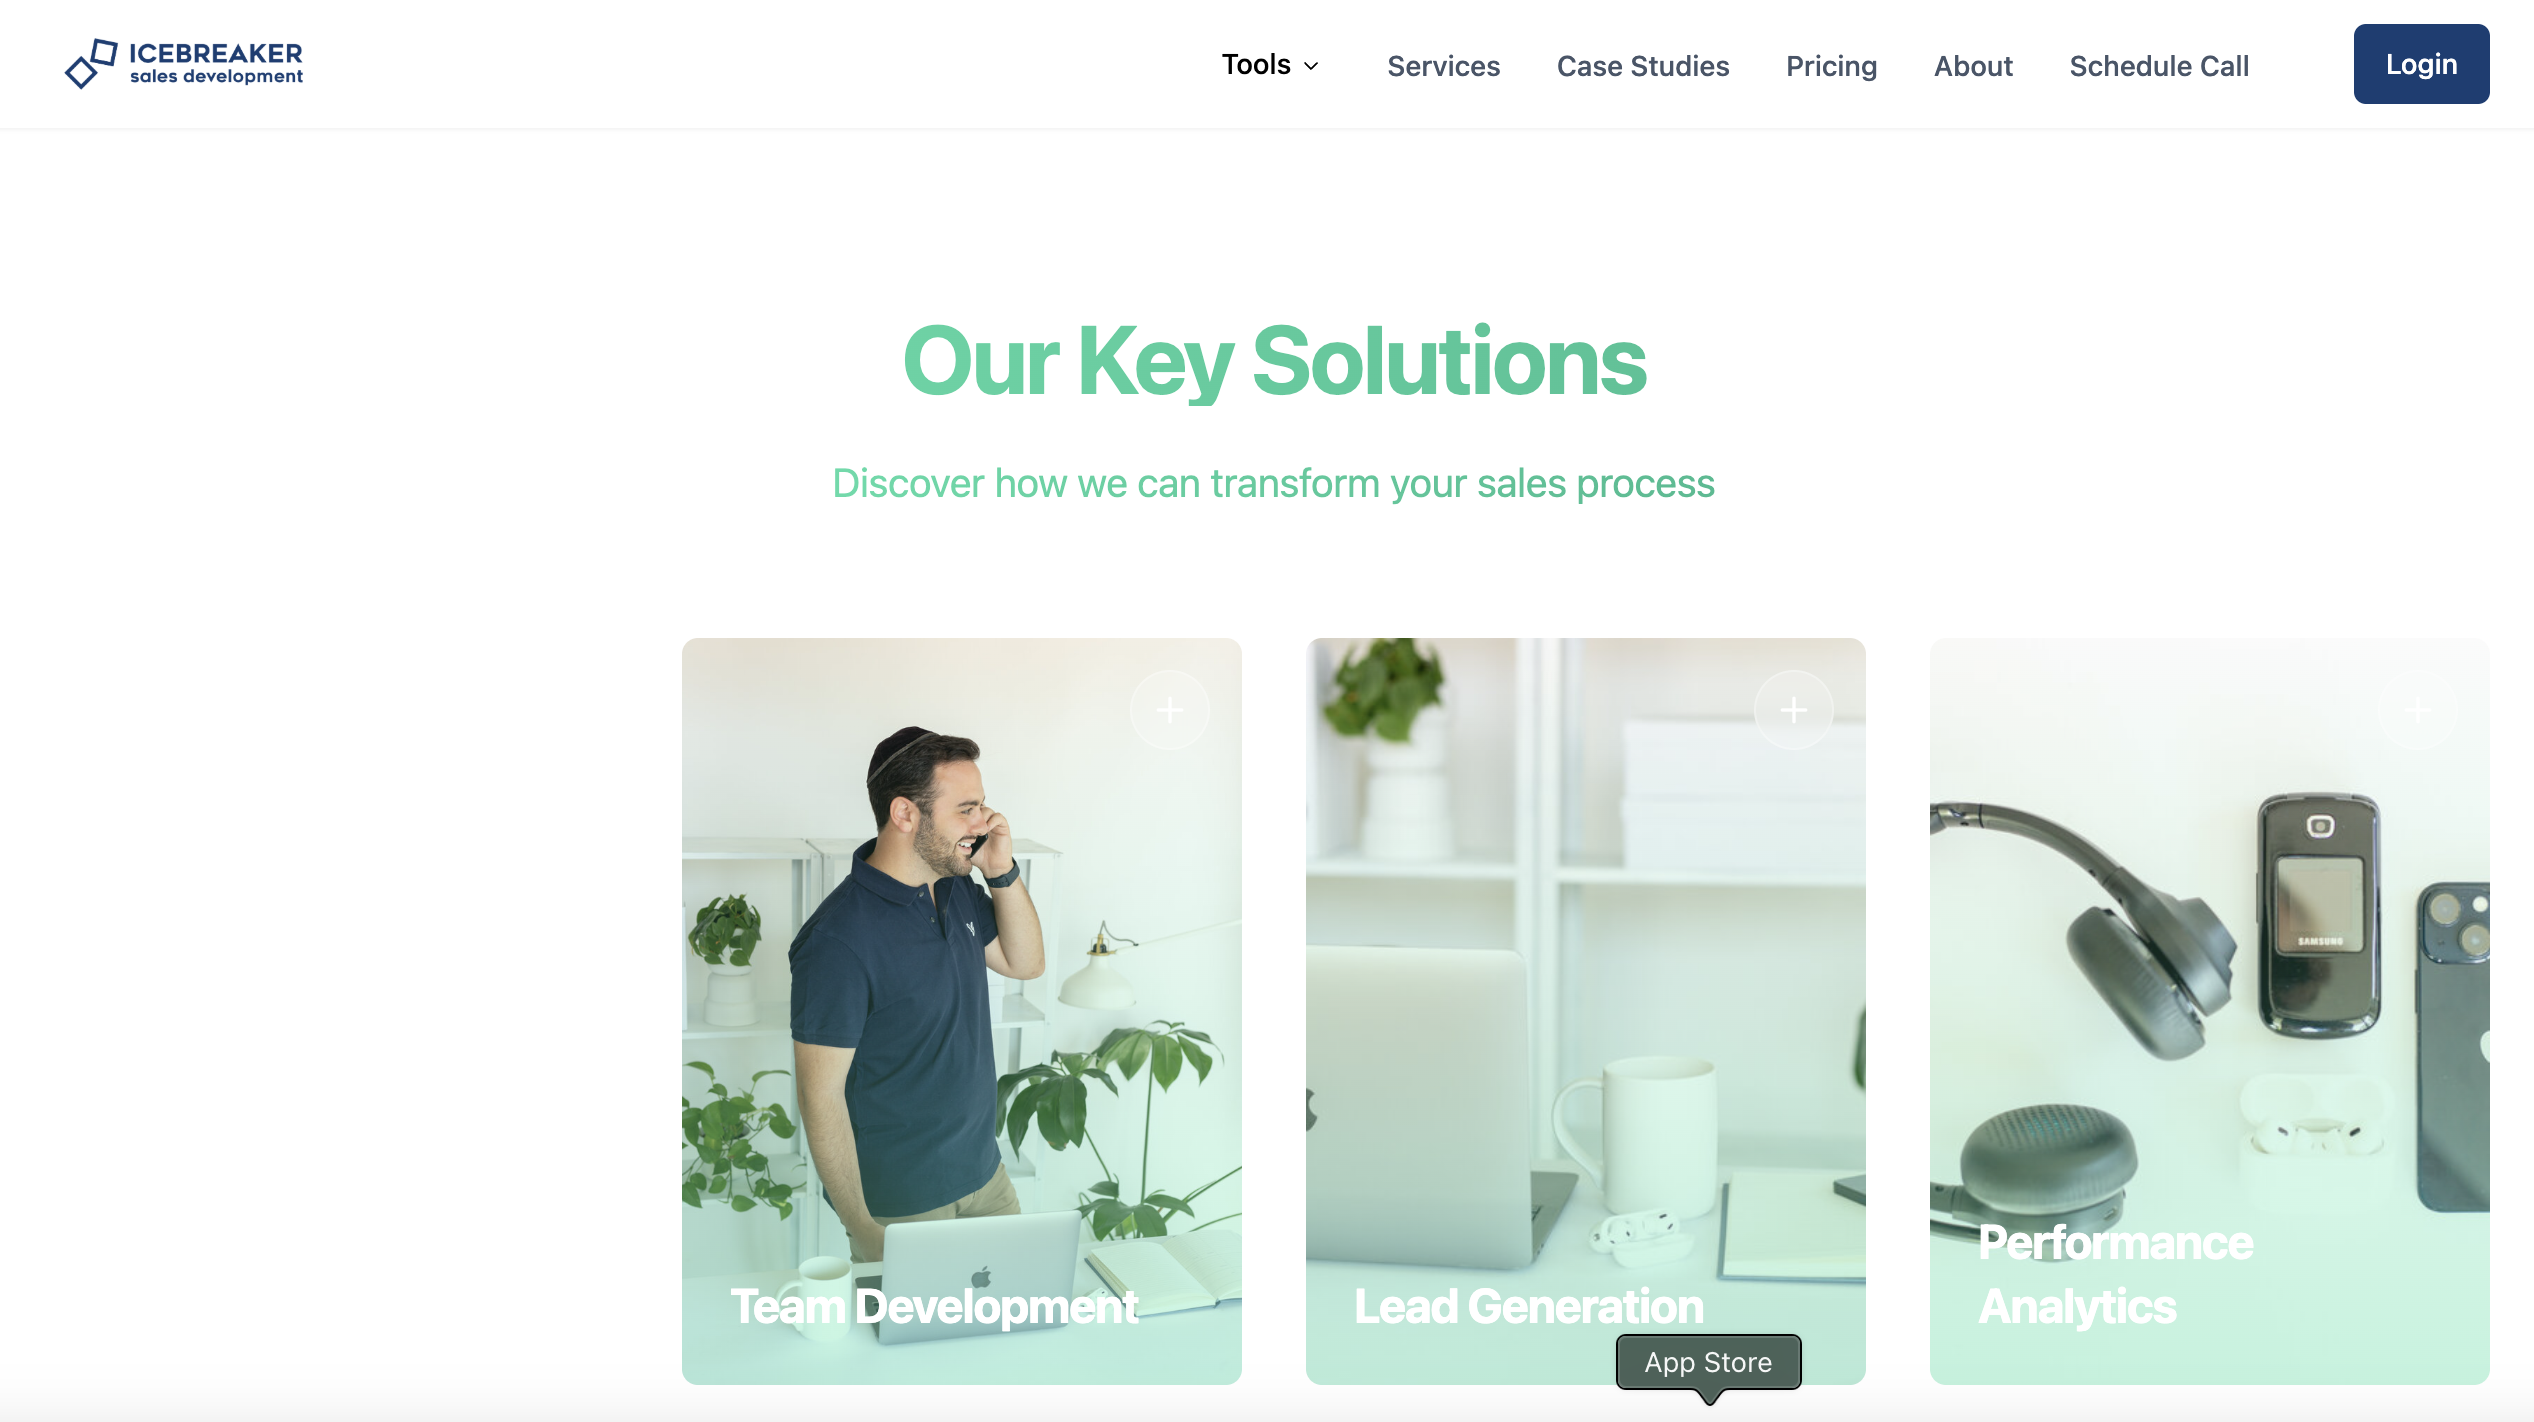 ICEBREAKER
sales development
Tools
Services
Case Studies
Pricing
About
Schedule Call
Login
Our Key Solutions
Discover how we can transform your sales process
SAMSUNG
Team Development
Lead Generation
Performance
Analytics
App Store